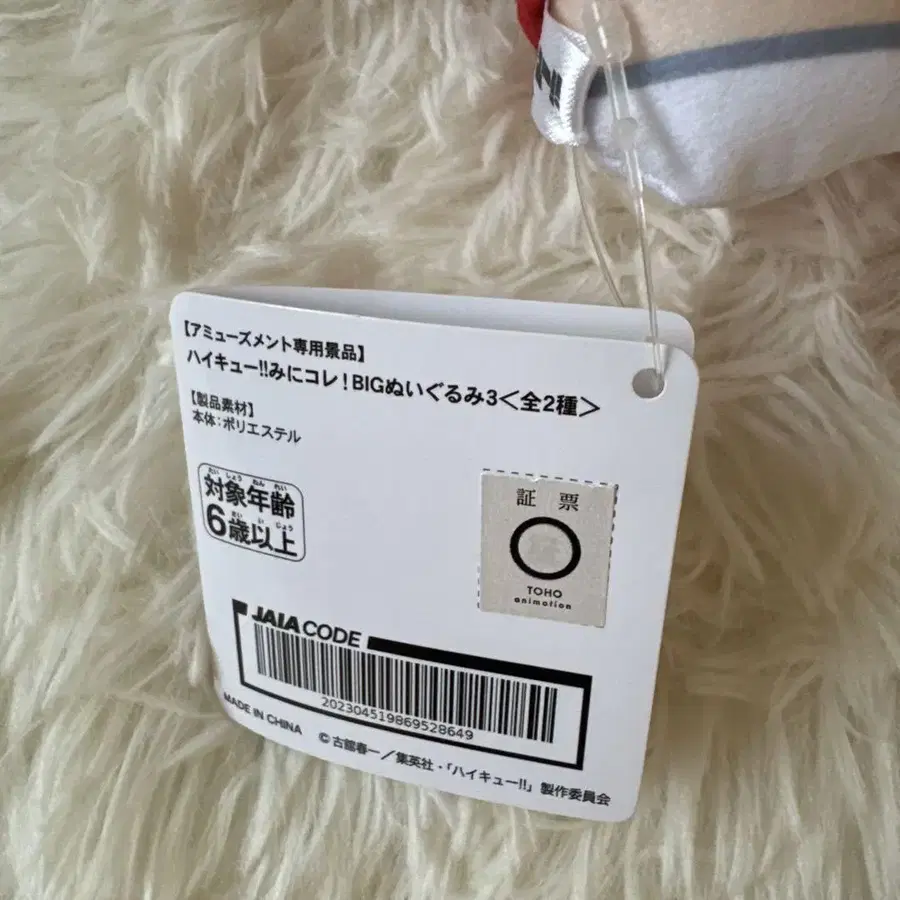 【アミューズメント専用景品】
ハイキュー!!みにコレ!BIGぬいぐるみ3<全2種>
【製品素材】
本体:ポリエステル
たいしょうねんれい
対象年齢
さいいじょう
6歳以上
証票
TOHO
animation
JAIA CODE
202304519869528649
MADE IN CHINA
©古舘春一/集英社・「ハイキュー!!」製作委員会